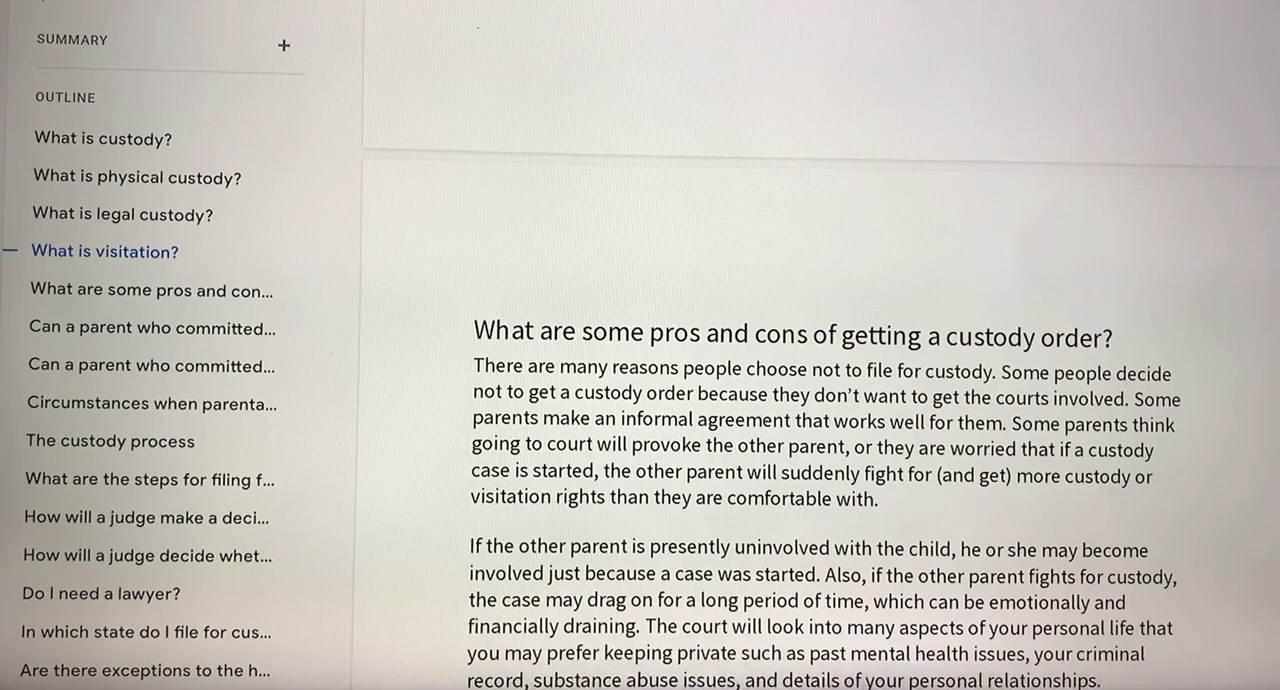 SUMMARY
+
OUTLINE
What is custody?
What is physical custody?
What is legal custody?
What is visitation?
What are some pros and con...
Can a parent who committed...
Can a parent who committed...
Circumstances when parenta...
The custody process
What are the steps for filing f...
How will a judge make a deci...
How will a judge decide whet...
Do I need a lawyer?
In which state do I file for cus...
Are there exceptions to the h...
What are some pros and cons of getting a custody order?
There are many reasons people choose not to file for custody. Some people decide
not to get a custody order because they don’t want to get the courts involved. Some
parents make an informal agreement that works well for them. Some parents think
going to court will provoke the other parent, or they are worried that if a custody
case is started, the other parent will suddenly fight for (and get) more custody or
visitation rights than they are comfortable with.
If the other parent is presently uninvolved with the child, he or she may become
involved just because a case was started. Also, if the other parent fights for custody,
the case may drag on for a long period of time, which can be emotionally and
financially draining. The court will look into many aspects of your personal life that
you may prefer keeping private such as past mental health issues, your criminal
record, substance abuse issues, and details of your personal relationships.